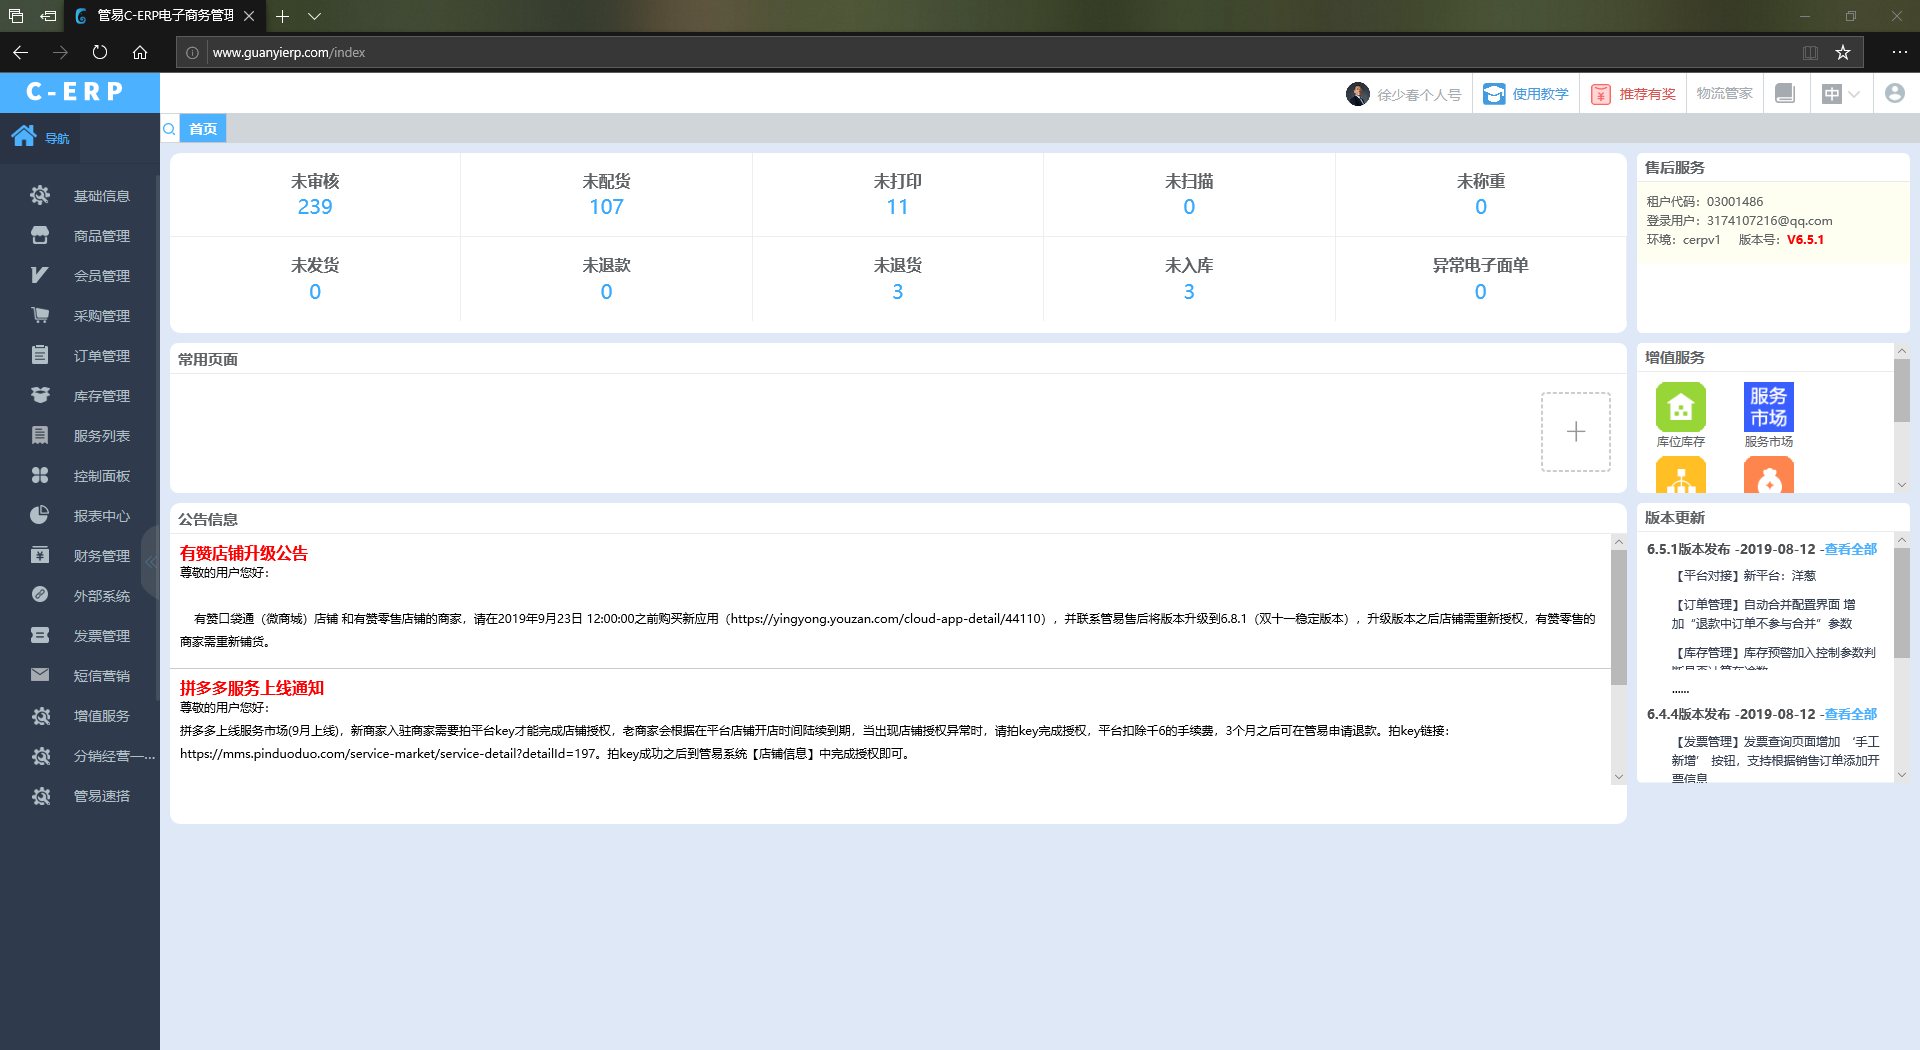 管易C-ERP电子商务管理
www.guanyierp.com/index
C-ERP
徐少春个人号
使用教学
推荐有奖
物流管家
中
导航
首页
基础信息
商品管理
会员管理
采购管理
订单管理
库存管理
服务列表
控制面板
报表中心
财务管理
外部系统
发票管理
短信营销
增值服务
分销经营一···
管易速搭
未审核
239
未配货
107
未打印
11
未扫描
0
未称重
0
未发货
0
未退款
0
未退货
3
未入库
3
异常电子面单
0
常用页面
公告信息
有赞店铺升级公告
尊敬的用户您好：
有赞口袋通（微商城）店铺 和有赞零售店铺的商家，请在2019年9月23日 12:00:00之前购买新应用（https://yingyong.youzan.com/cloud-app-detail/44110），并联系管易售后将版本升级到6.8.1（双十一稳定版本），升级版本之后店铺需重新授权，有赞零售的
商家需重新铺货。
拼多多服务上线通知
尊敬的用户您好：
拼多多上线服务市场(9月上线)，新商家入驻商家需要拍平台key才能完成店铺授权，老商家会根据在平台店铺开店时间陆续到期，当出现店铺授权异常时，请拍key完成授权，平台扣除千6的手续费，3个月之后可在管易申请退款。拍key链接：
https://mms.pinduoduo.com/service-market/service-detail?detailId=197。拍key成功之后到管易系统【店铺信息】中完成授权即可。
售后服务
租户代码：03001486
登录用户：3174107216@qq.com
环境：cerpv1 版本号：V6.5.1
增值服务
服务
市场
库位库存
服务市场
版本更新
6.5.1版本发布 -2019-08-12 -查看全部
【平台对接】新平台：洋葱
【订单管理】自动合并配置界面 增
加“退款中订单不参与合并”参数
【库存管理】库存预警加入控制参数判
······
6.4.4版本发布 -2019-08-12 -查看全部
【发票管理】发票查询页面增加 ‘手工
新增’ 按钮，支持根据销售订单添加开
票信息